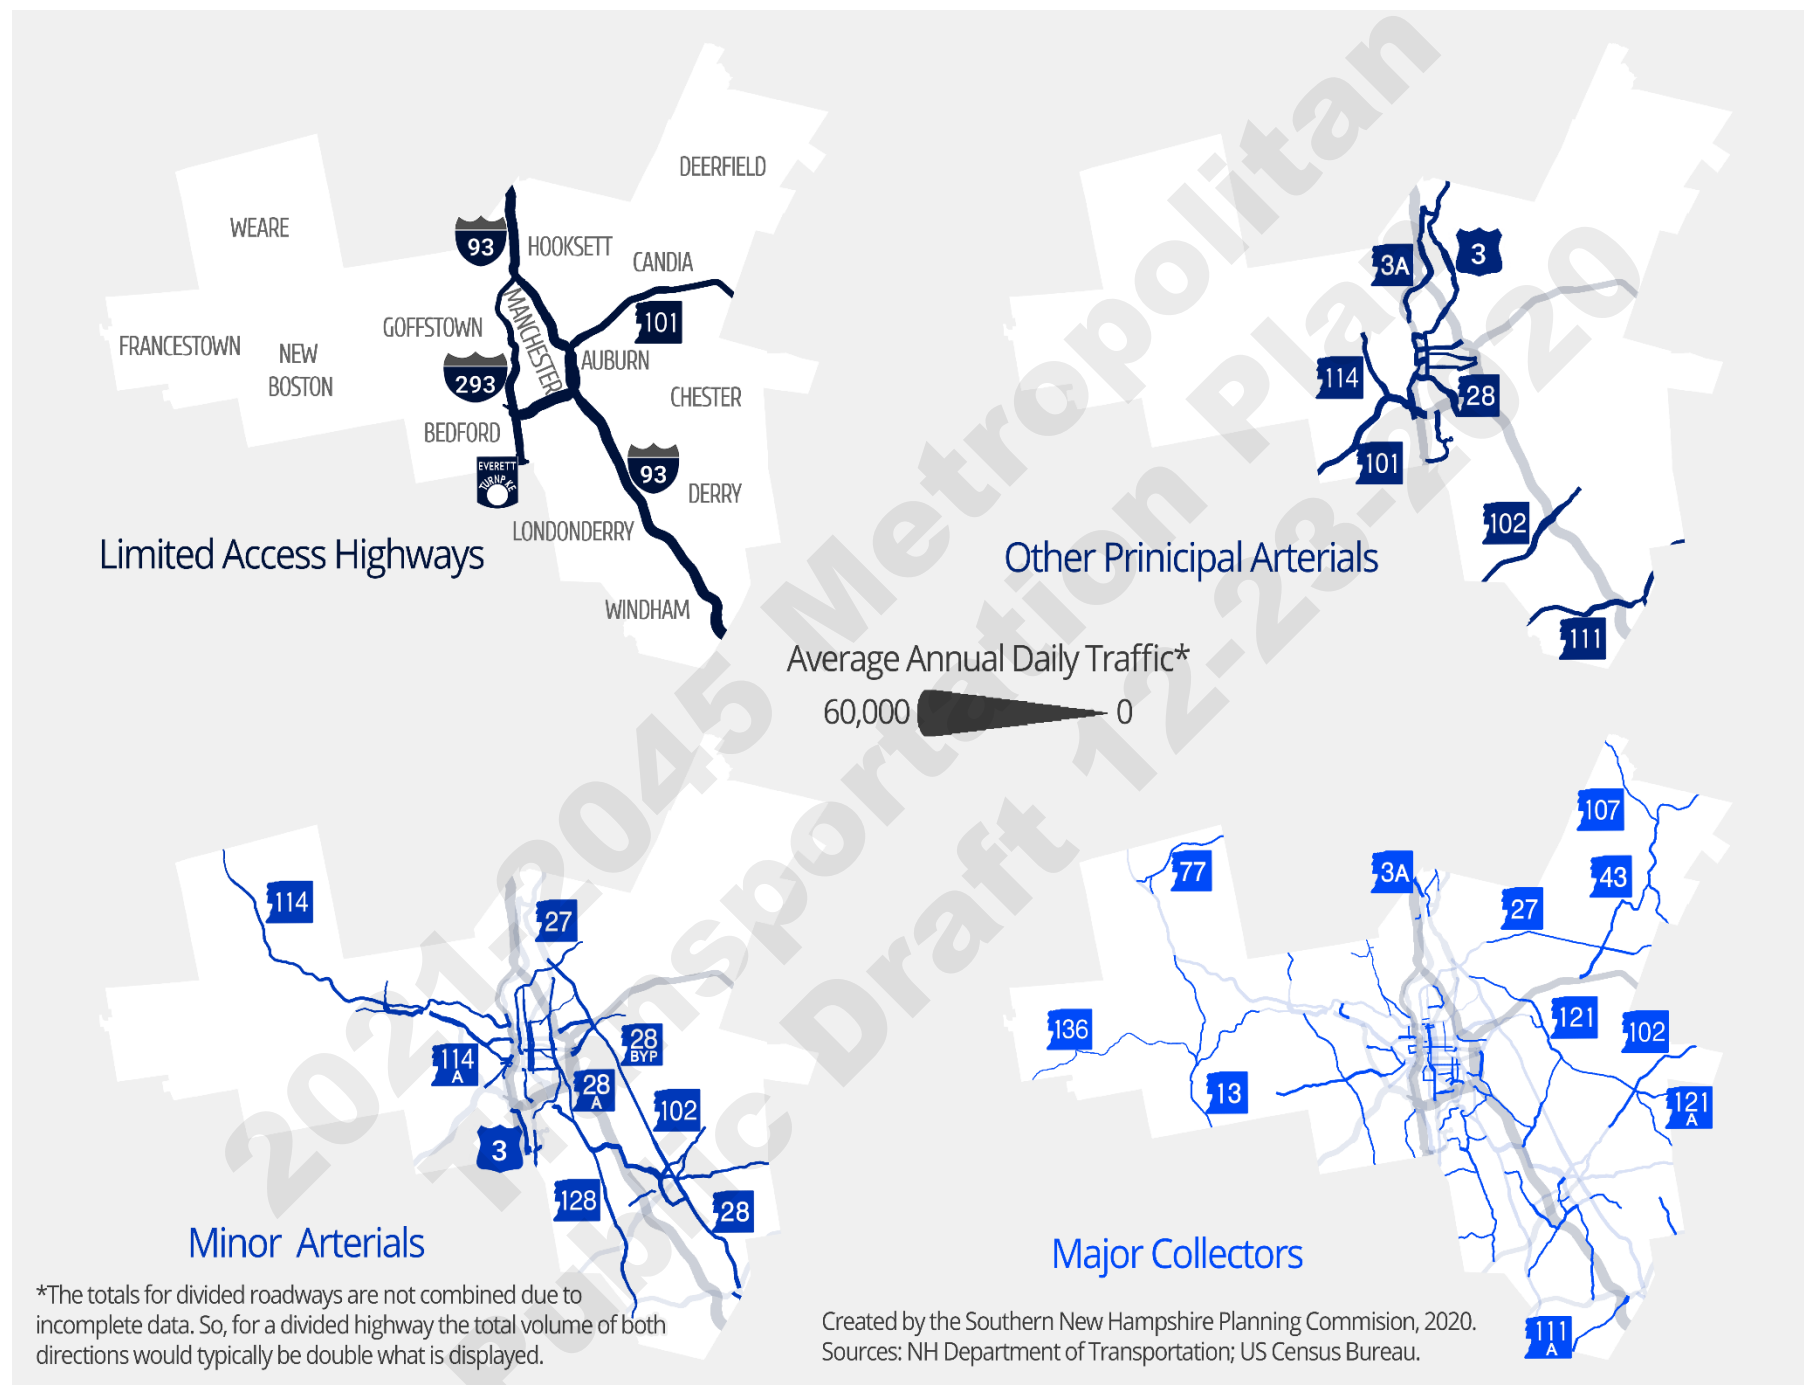 DEERFIELD
WEARE
93
HOOKSETT
CANDIA
101
MANCHESTER
GOFFSTOWN
FRANCESTOWN
NEW
BOSTON
AUBURN
293
CHESTER
BEDFORD
EVERETT
TURNPIKE
93
DERRY
LONDONDERRY
WINDHAM
Limited Access Highways
3A
3
114
28
101
102
111
Other Prinicipal Arterials
Average Annual Daily Traffic*
60,000
0
114
27
28
BYP
114
A
28
A
102
3
128
28
Minor Arterials
107
77
3A
43
27
136
121
102
13
121
A
111
A
Major Collectors
*The totals for divided roadways are not combined due to
incomplete data. So, for a divided highway the total volume of both
directions would typically be double what is displayed.
Created by the Southern New Hampshire Planning Commision, 2020.
Sources: NH Department of Transportation; US Census Bureau.
2021-2045 Metropolitan
Transportation Plan
Public Draft 12-23-2020